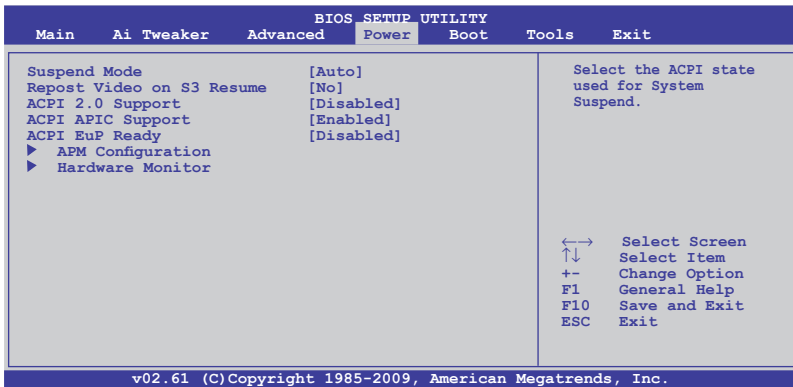 BIOS SETUP UTILITY
Main Ai Tweaker Advanced Power Boot Tools Exit
Suspend Mode [Auto]
Repost Video on S3 Resume [No]
ACPI 2.0 Support [Disabled]
ACPI APIC Support [Enabled]
ACPI EuP Ready [Disabled]
▶ APM Configuration
▶ Hardware Monitor
Select the ACPI state
used for System
Suspend.
←→ Select Screen
↑↓ Select Item
+- Change Option
F1 General Help
F10 Save and Exit
ESC Exit
v02.61 (C)Copyright 1985-2009, American Megatrends, Inc.